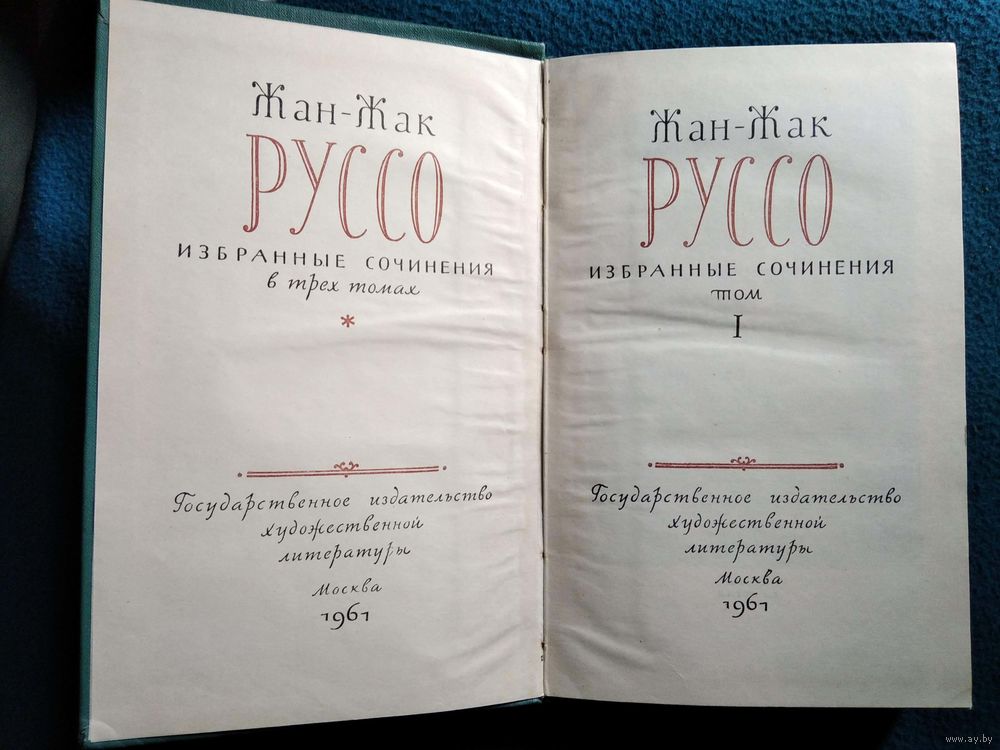 Жан-Жак
РУССО
ИЗБРАННЫЕ СОЧИНЕНИЯ
в трех томах
*
Государственное издательство
художественной
литературы
Москва
1961
Жан-Жак
РУССО
ИЗБРАННЫЕ СОЧИНЕНИЯ
том
I
Государственное издательство
художественной
литературы
Москва
1961
www.ay.by